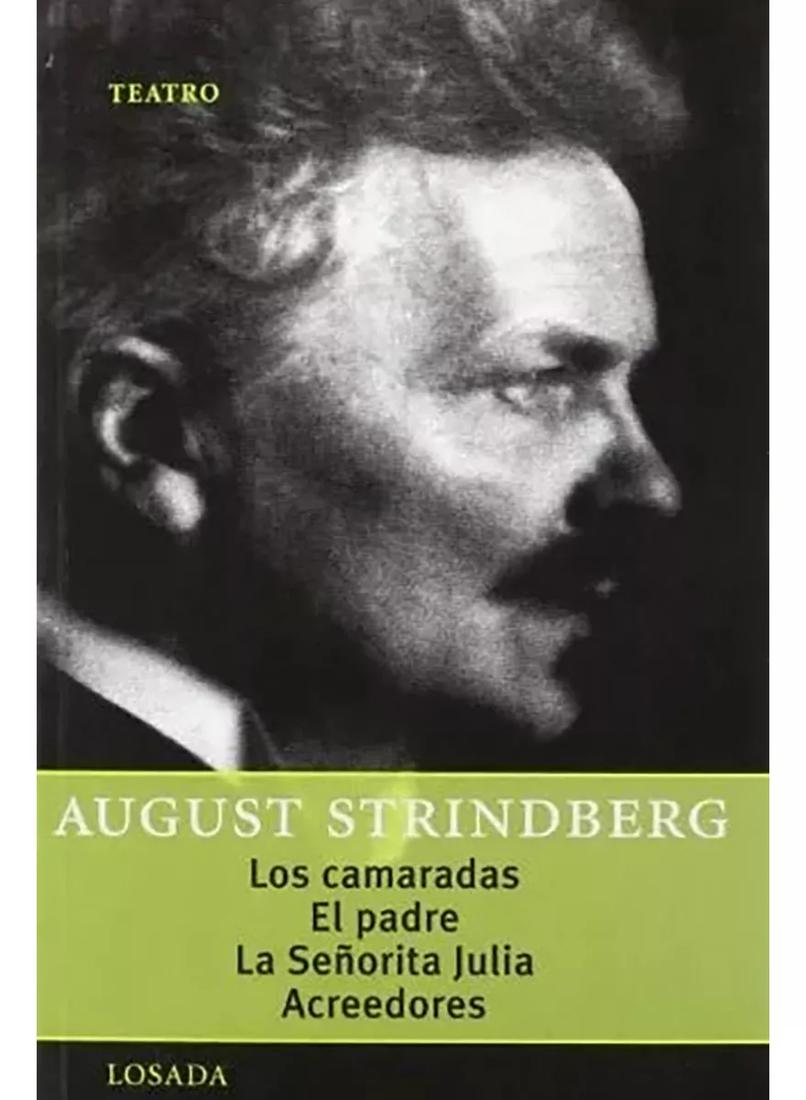 TEATRO
AUGUST STRINDBERG
Los camaradas
El padre
La Señorita Julia
Acreedores
LOSADA